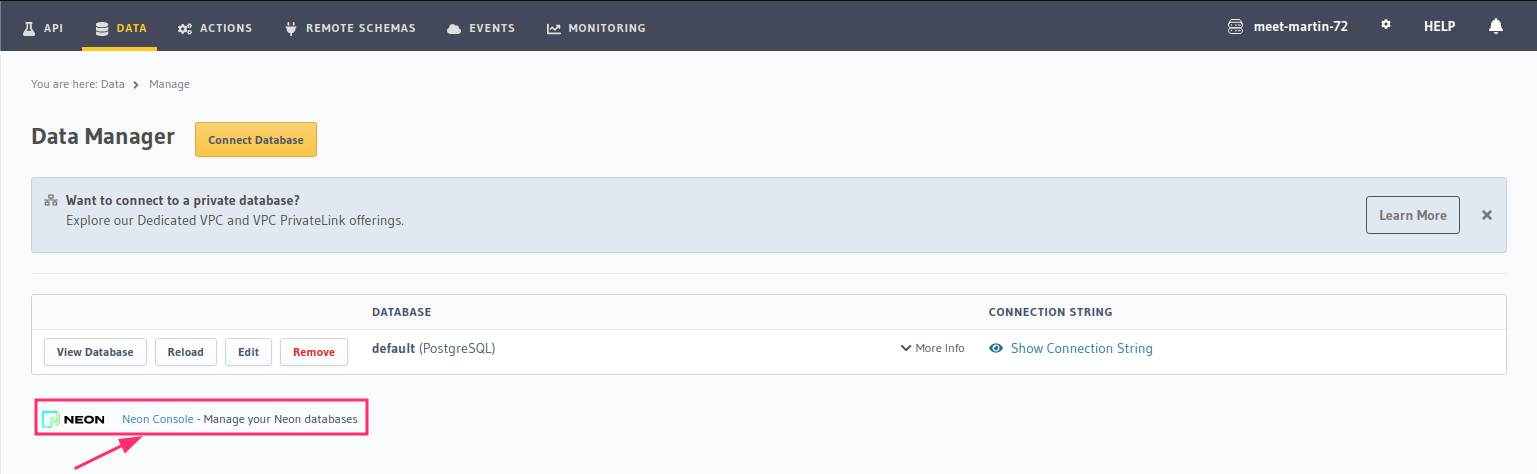 API DATA ACTIONS REMOTE SCHEMAS EVENTS MONITORING meet-martin-72 HELP
You are here: Data Manage
Data Manager Connect Database
Want to connect to a private database?
Explore our Dedicated VPC and VPC PrivateLink offerings.
Learn More
DATABASE CONNECTION STRING
View Database Reload Edit Remove default (PostgreSQL) More Info Show Connection String
NEON Neon Console - Manage your Neon databases